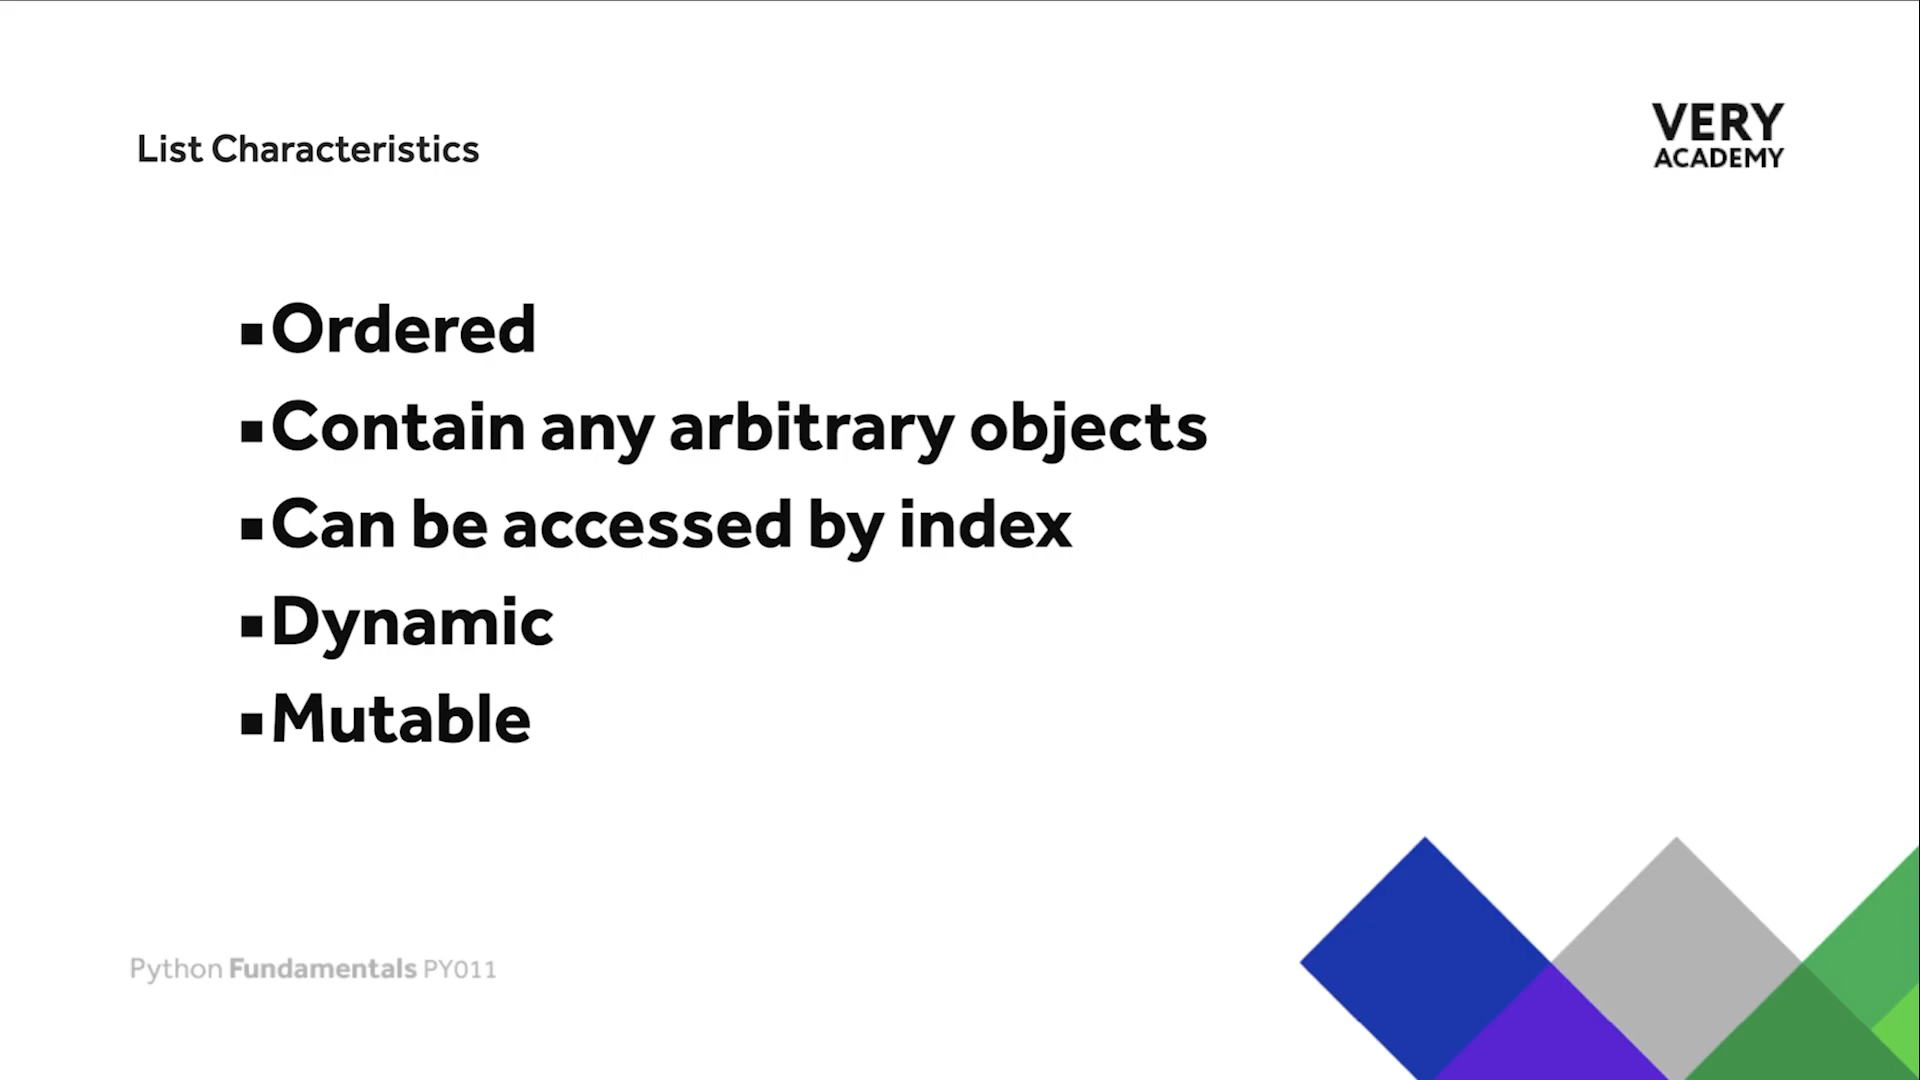 List Characteristics
VERY
ACADEMY
▪Ordered
▪Contain any arbitrary objects
▪Can be accessed by index
▪Dynamic
▪Mutable
Python Fundamentals PY011